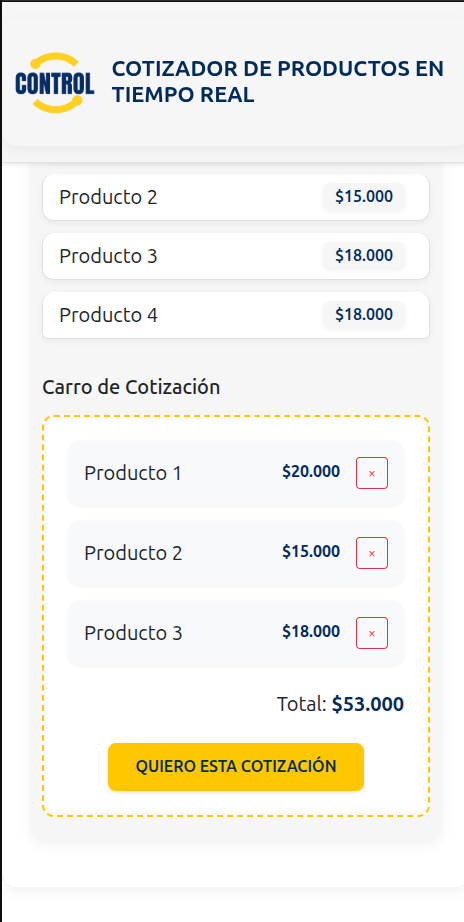 CONTROL
COTIZADOR DE PRODUCTOS EN
TIEMPO REAL
Producto 2 $15.000
Producto 3 $18.000
Producto 4 $18.000
Carro de Cotización
Producto 1 $20.000 ×
Producto 2 $15.000 ×
Producto 3 $18.000 ×
Total: $53.000
QUIERO ESTA COTIZACIÓN